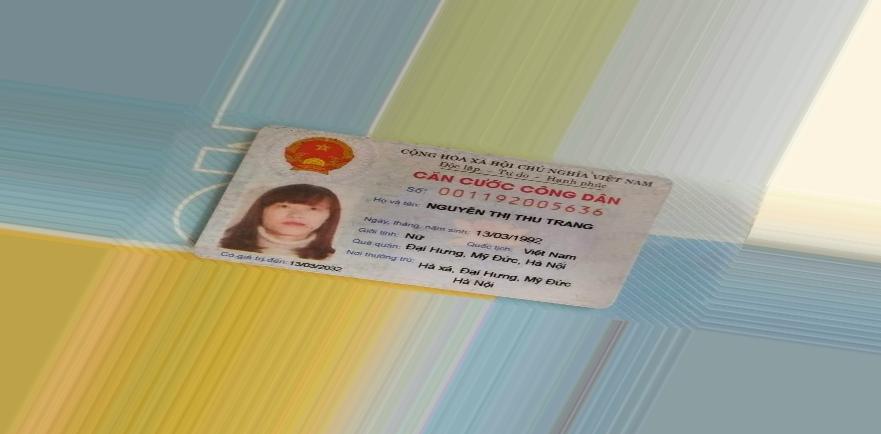 CỘNG HÒA XÃ HỘI CHỦ NGHĨA VIỆT NAM
Độc lập - Tự do - Hạnh phúc
CĂN CƯỚC CÔNG DÂN
Số: 001192005636
Họ và tên: NGUYỄN THỊ THU TRANG
Ngày, tháng, năm sinh: 13/03/1992
Giới tính: Nữ Quốc tịch: Việt Nam
Quê quán: Đại Hưng, Mỹ Đức, Hà Nội
Nơi thường trú: Hà xá, Đại Hưng, Mỹ Đức
Hà Nội
Có giá trị đến: 13/03/2032